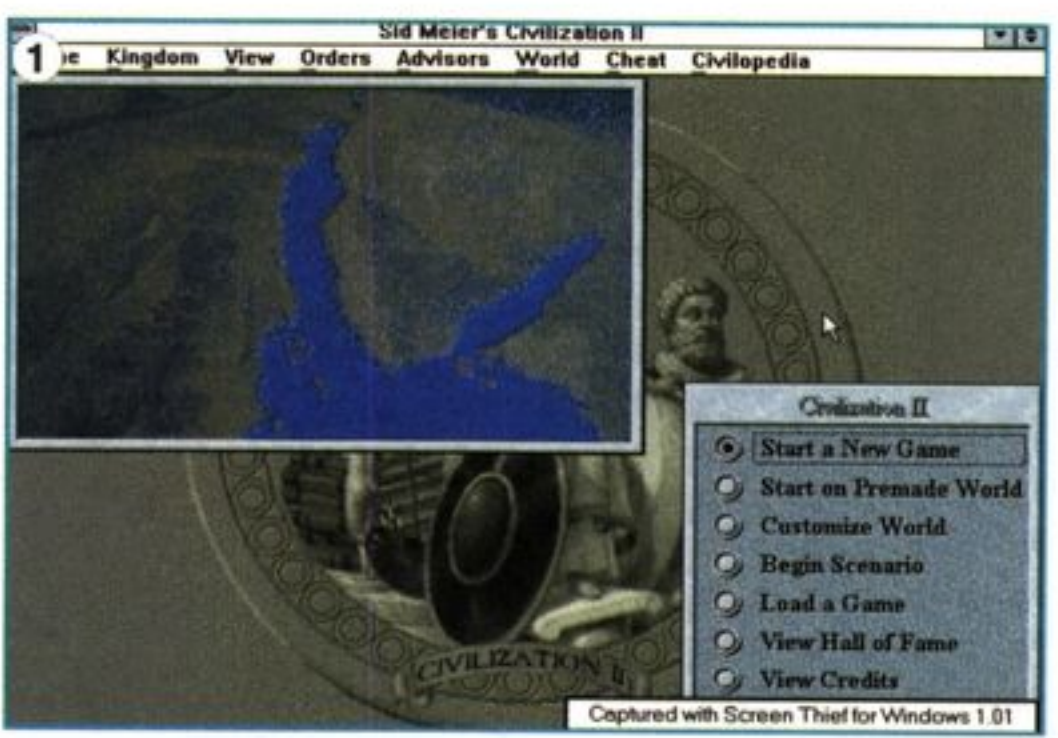 Sid Meier's Civilization II
1
Kingdom View Orders Advisors World Cheat Civilopedia
Civilization II
Start a New Game
Start on Premade World
Customize World
Begin Scenario
Load a Game
View Hall of Fame
View Credits
CIVILIZATION II
Captured with Screen Thief for Windows 1.01